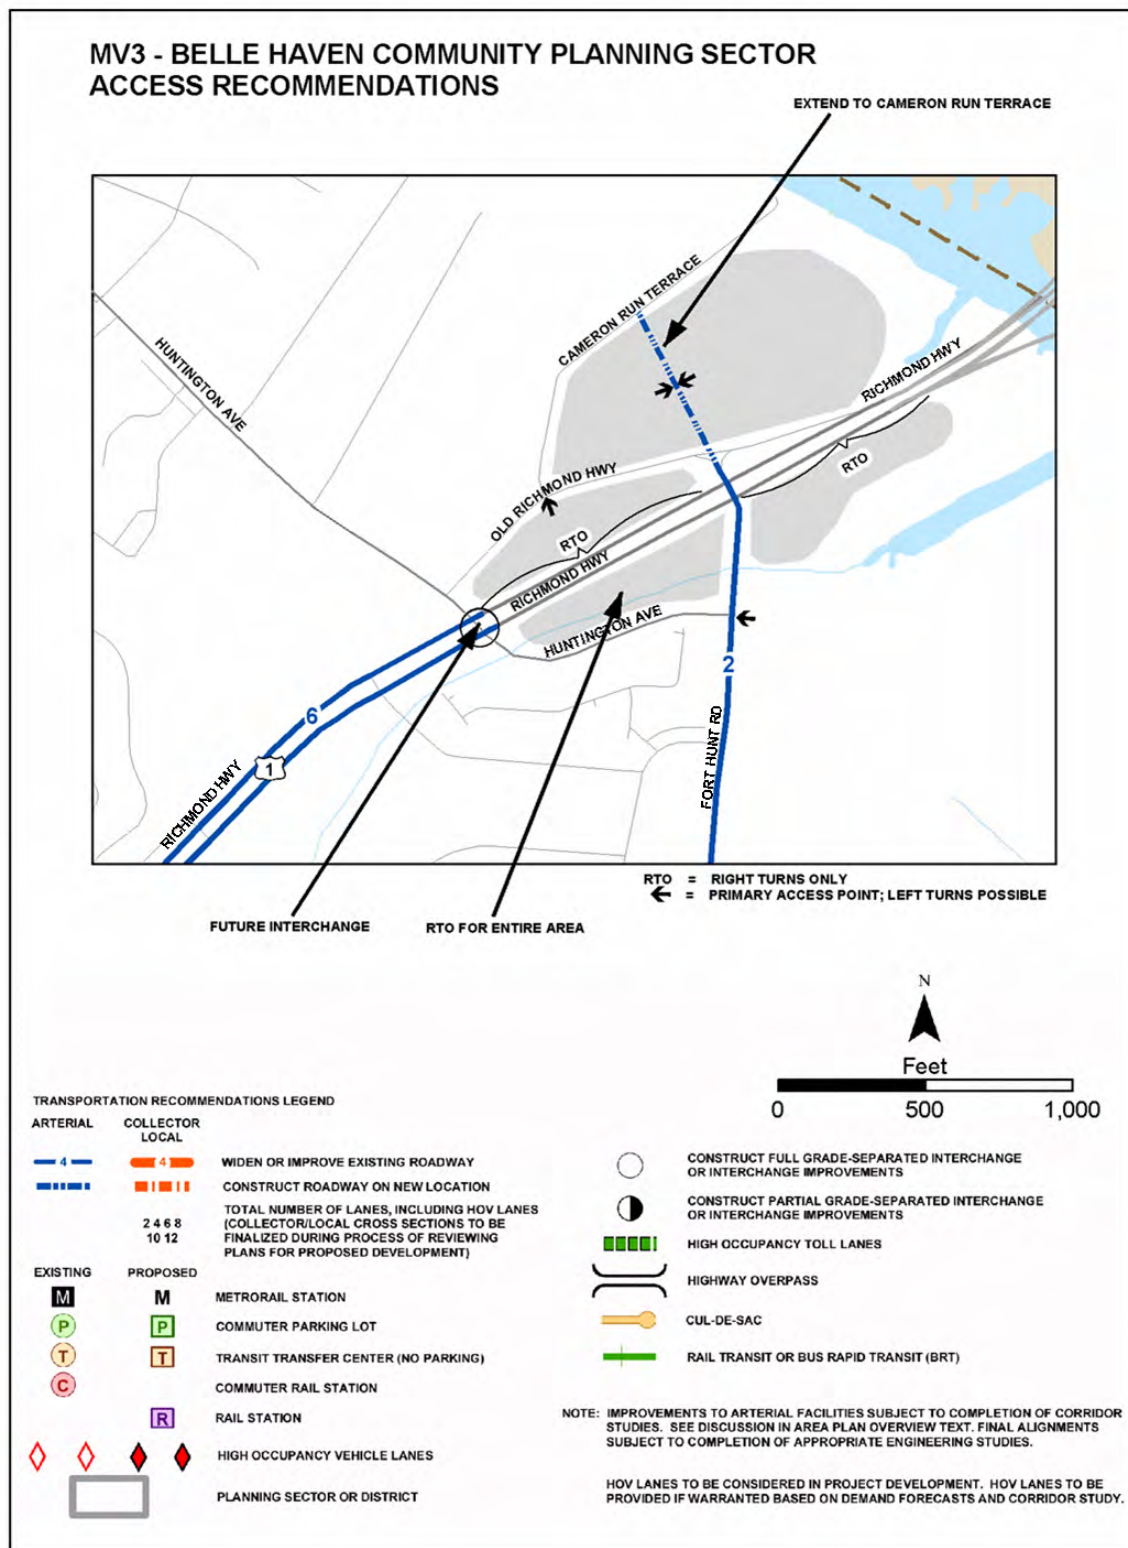 MV3 - BELLE HAVEN COMMUNITY PLANNING SECTOR
ACCESS RECOMMENDATIONS
EXTEND TO CAMERON RUN TERRACE
CAMERON RUN TERRACE
HUNTINGTON AVE
RICHMOND HWY
OLD RICHMOND HWY
RTO
RTO
RICHMOND HWY
HUNTINGTON AVE
2
6
1
RICHMOND HWY
FORT HUNT RD
RTO = RIGHT TURNS ONLY
= PRIMARY ACCESS POINT; LEFT TURNS POSSIBLE
FUTURE INTERCHANGE
RTO FOR ENTIRE AREA
N
Feet
0 500 1,000
TRANSPORTATION RECOMMENDATIONS LEGEND
ARTERIAL COLLECTOR
LOCAL
4 4 WIDEN OR IMPROVE EXISTING ROADWAY
CONSTRUCT ROADWAY ON NEW LOCATION
TOTAL NUMBER OF LANES, INCLUDING HOV LANES
2 4 6 8 (COLLECTOR/LOCAL CROSS SECTIONS TO BE
10 12 FINALIZED DURING PROCESS OF REVIEWING
PLANS FOR PROPOSED DEVELOPMENT)
EXISTING PROPOSED
M M METRORAIL STATION
P P COMMUTER PARKING LOT
T T TRANSIT TRANSFER CENTER (NO PARKING)
C COMMUTER RAIL STATION
R RAIL STATION
HIGH OCCUPANCY VEHICLE LANES
PLANNING SECTOR OR DISTRICT
CONSTRUCT FULL GRADE-SEPARATED INTERCHANGE
OR INTERCHANGE IMPROVEMENTS
CONSTRUCT PARTIAL GRADE-SEPARATED INTERCHANGE
OR INTERCHANGE IMPROVEMENTS
HIGH OCCUPANCY TOLL LANES
HIGHWAY OVERPASS
CUL-DE-SAC
RAIL TRANSIT OR BUS RAPID TRANSIT (BRT)
NOTE: IMPROVEMENTS TO ARTERIAL FACILITIES SUBJECT TO COMPLETION OF CORRIDOR
STUDIES. SEE DISCUSSION IN AREA PLAN OVERVIEW TEXT. FINAL ALIGNMENTS
SUBJECT TO COMPLETION OF APPROPRIATE ENGINEERING STUDIES.
HOV LANES TO BE CONSIDERED IN PROJECT DEVELOPMENT. HOV LANES TO BE
PROVIDED IF WARRANTED BASED ON DEMAND FORECASTS AND CORRIDOR STUDY.